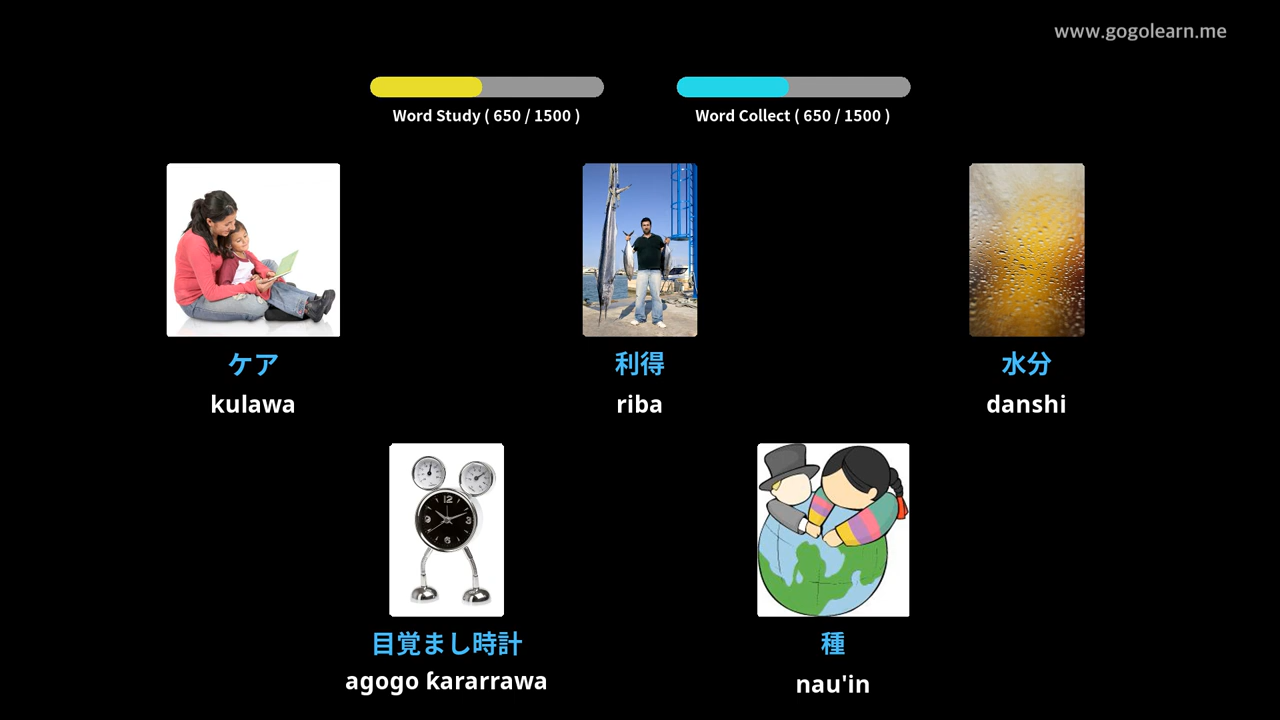 www.gogolearn.me
Word Study ( 650 / 1500 )
Word Collect ( 650 / 1500 )
ケア
kulawa
利得
riba
水分
danshi
目覚まし時計
agogo ƙararrawa
種
nau'in